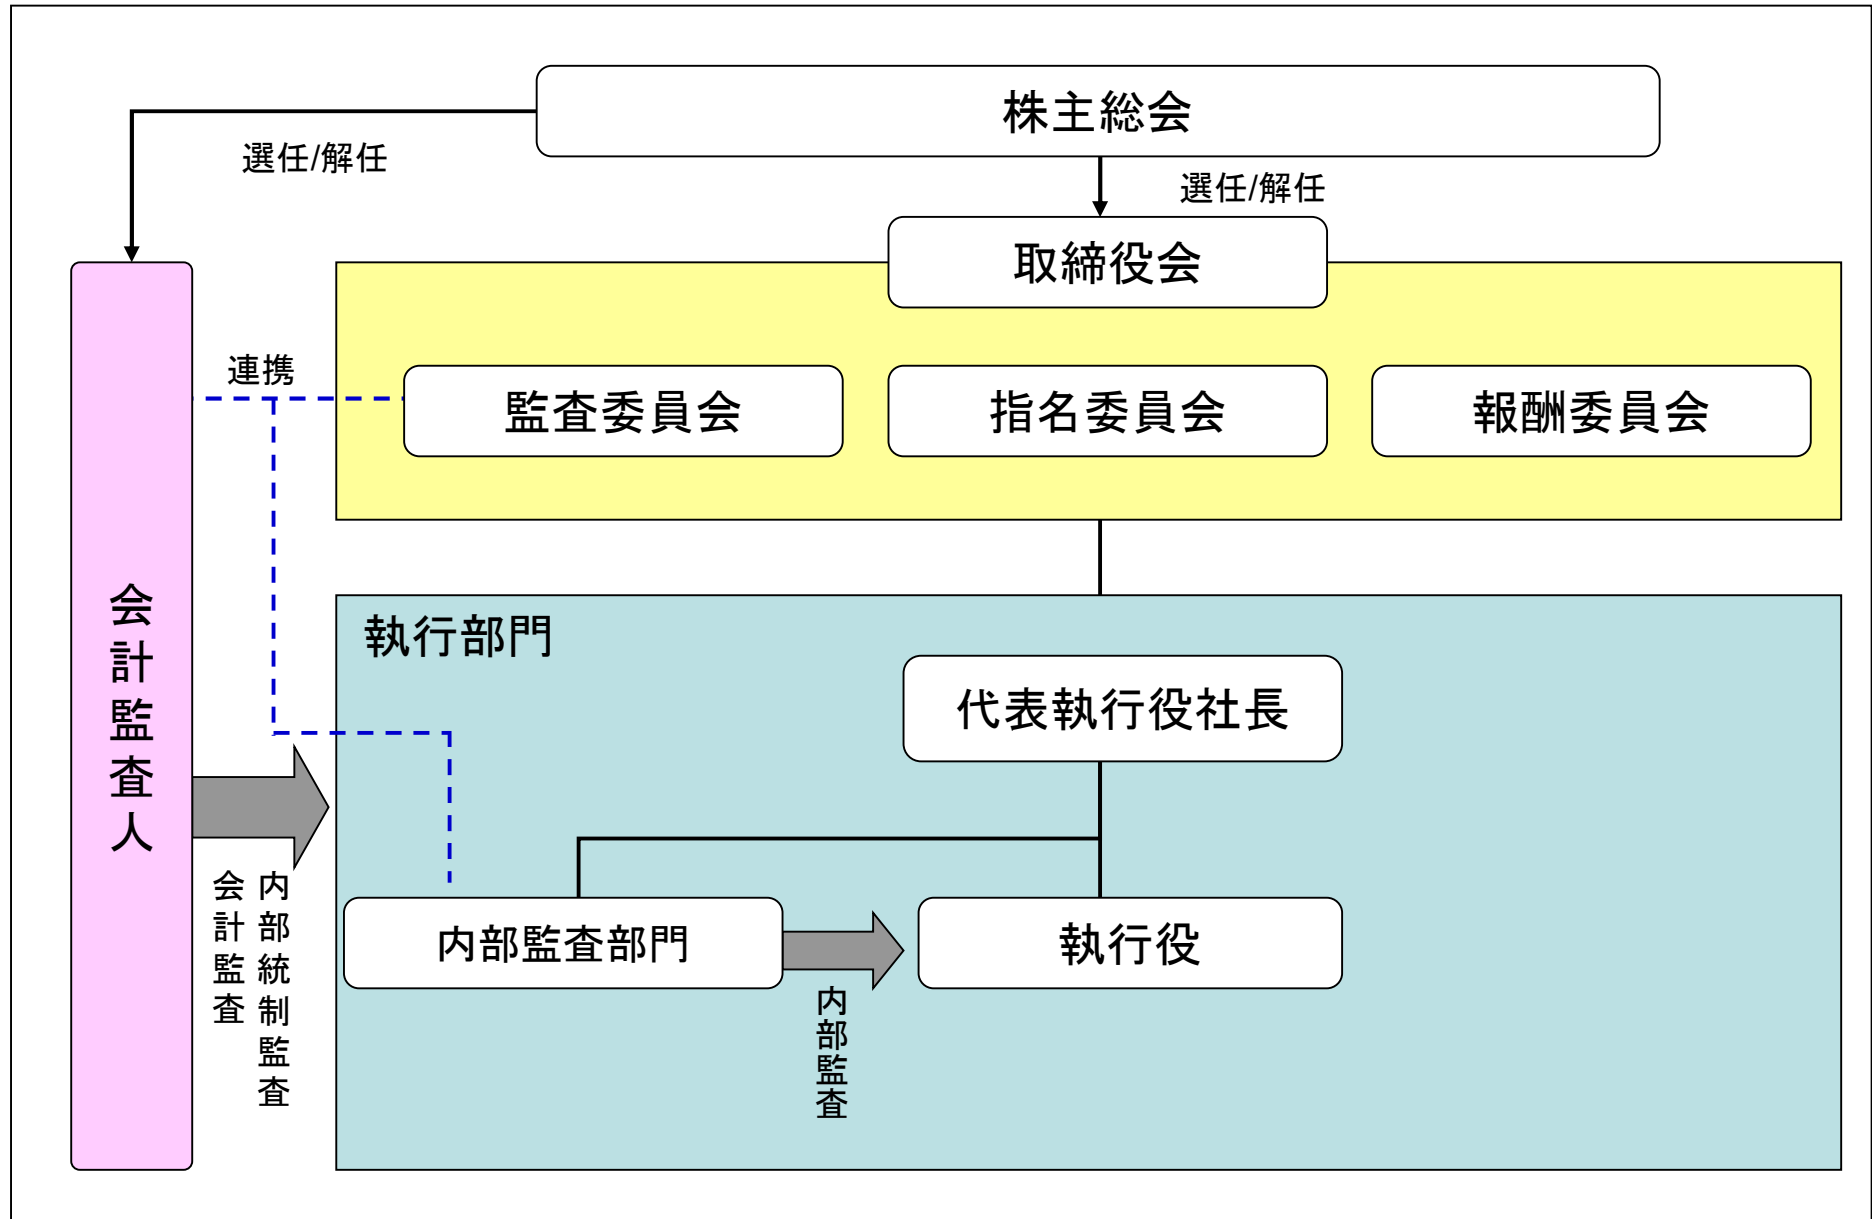 株主総会
選任/解任
選任/解任
取締役会
連携
監査委員会
指名委員会
報酬委員会
会計監査人
執行部門
代表執行役社長
内部統制監査
会計監査
内部監査部門
執行役
内部監査